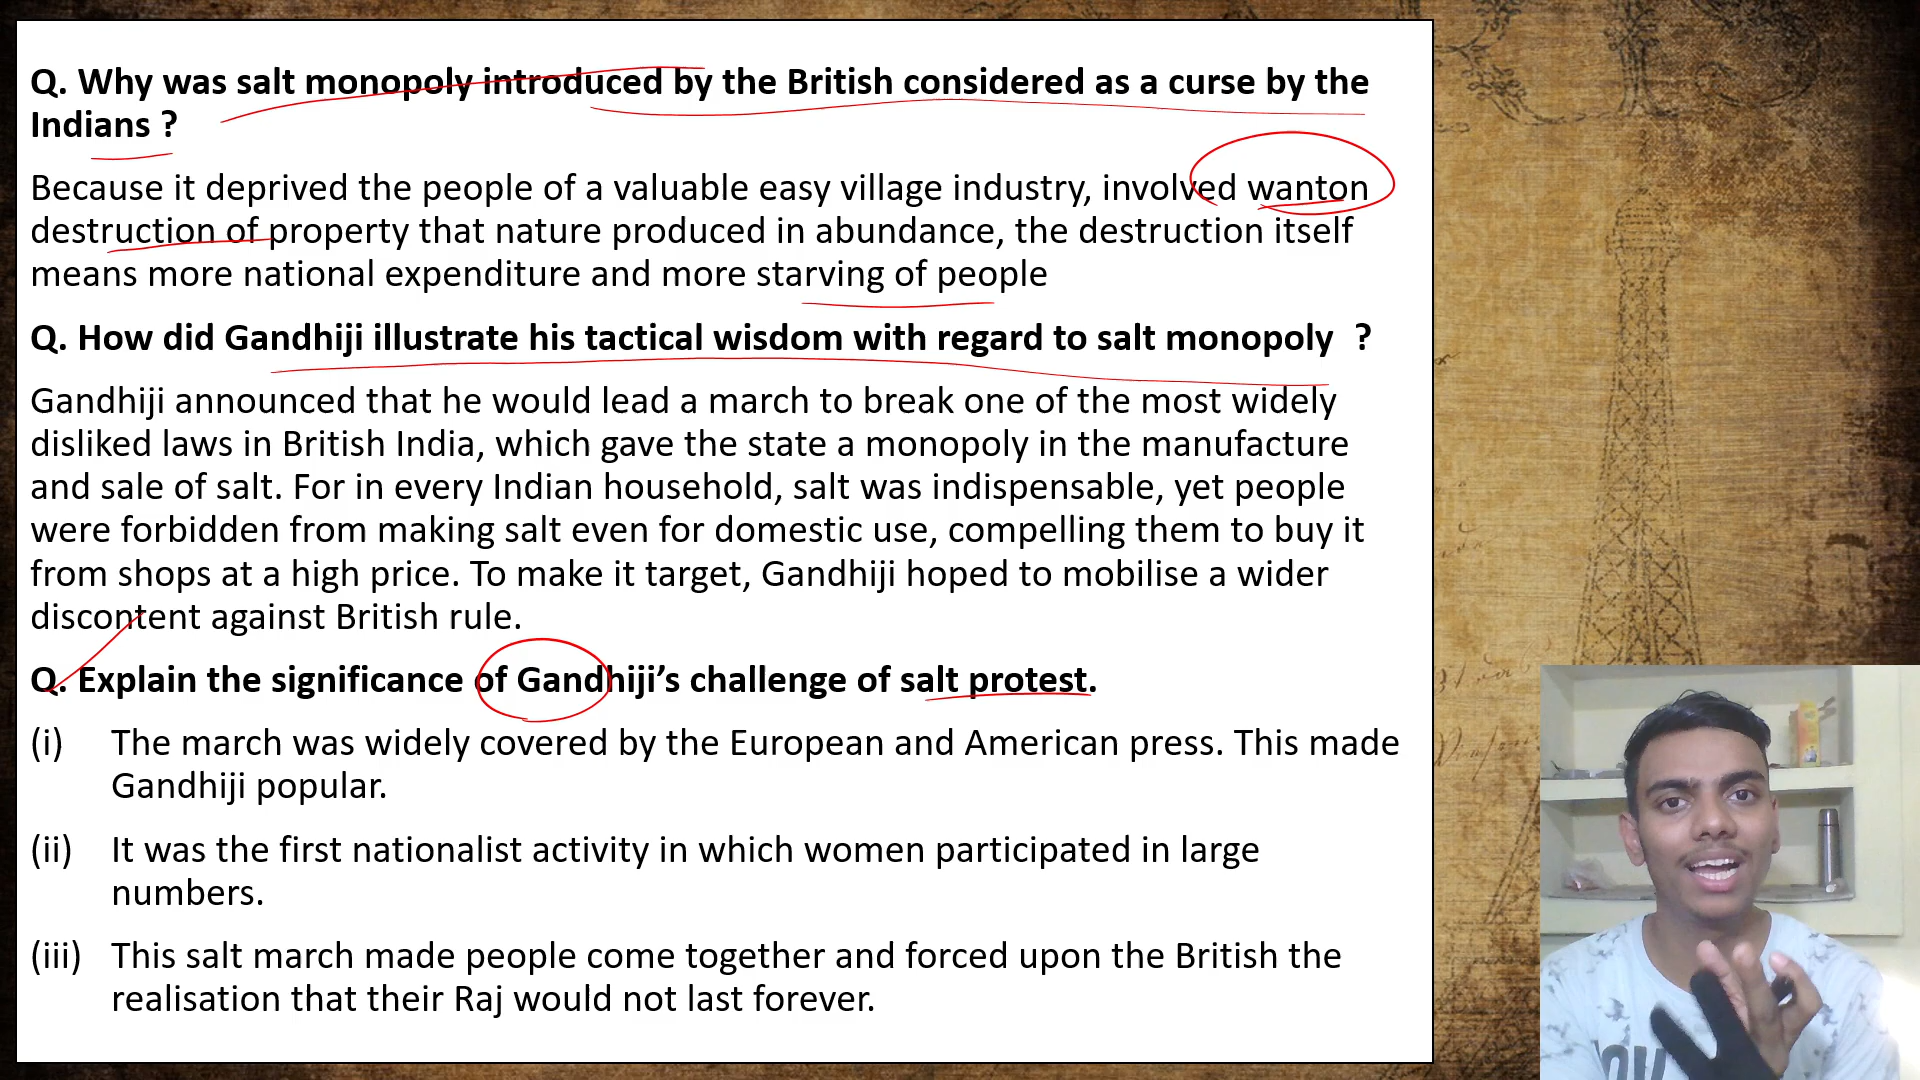 Q. Why was salt monopoly introduced by the British considered as a curse by the
Indians ?
Because it deprived the people of a valuable easy village industry, involved wanton
destruction of property that nature produced in abundance, the destruction itself
means more national expenditure and more starving of people
Q. How did Gandhiji illustrate his tactical wisdom with regard to salt monopoly ?
Gandhiji announced that he would lead a march to break one of the most widely
disliked laws in British India, which gave the state a monopoly in the manufacture
and sale of salt. For in every Indian household, salt was indispensable, yet people
were forbidden from making salt even for domestic use, compelling them to buy it
from shops at a high price. To make it target, Gandhiji hoped to mobilise a wider
discontent against British rule.
Q. Explain the significance of Gandhiji’s challenge of salt protest.
(i) The march was widely covered by the European and American press. This made
Gandhiji popular.
(ii) It was the first nationalist activity in which women participated in large
numbers.
(iii) This salt march made people come together and forced upon the British the
realisation that their Raj would not last forever.